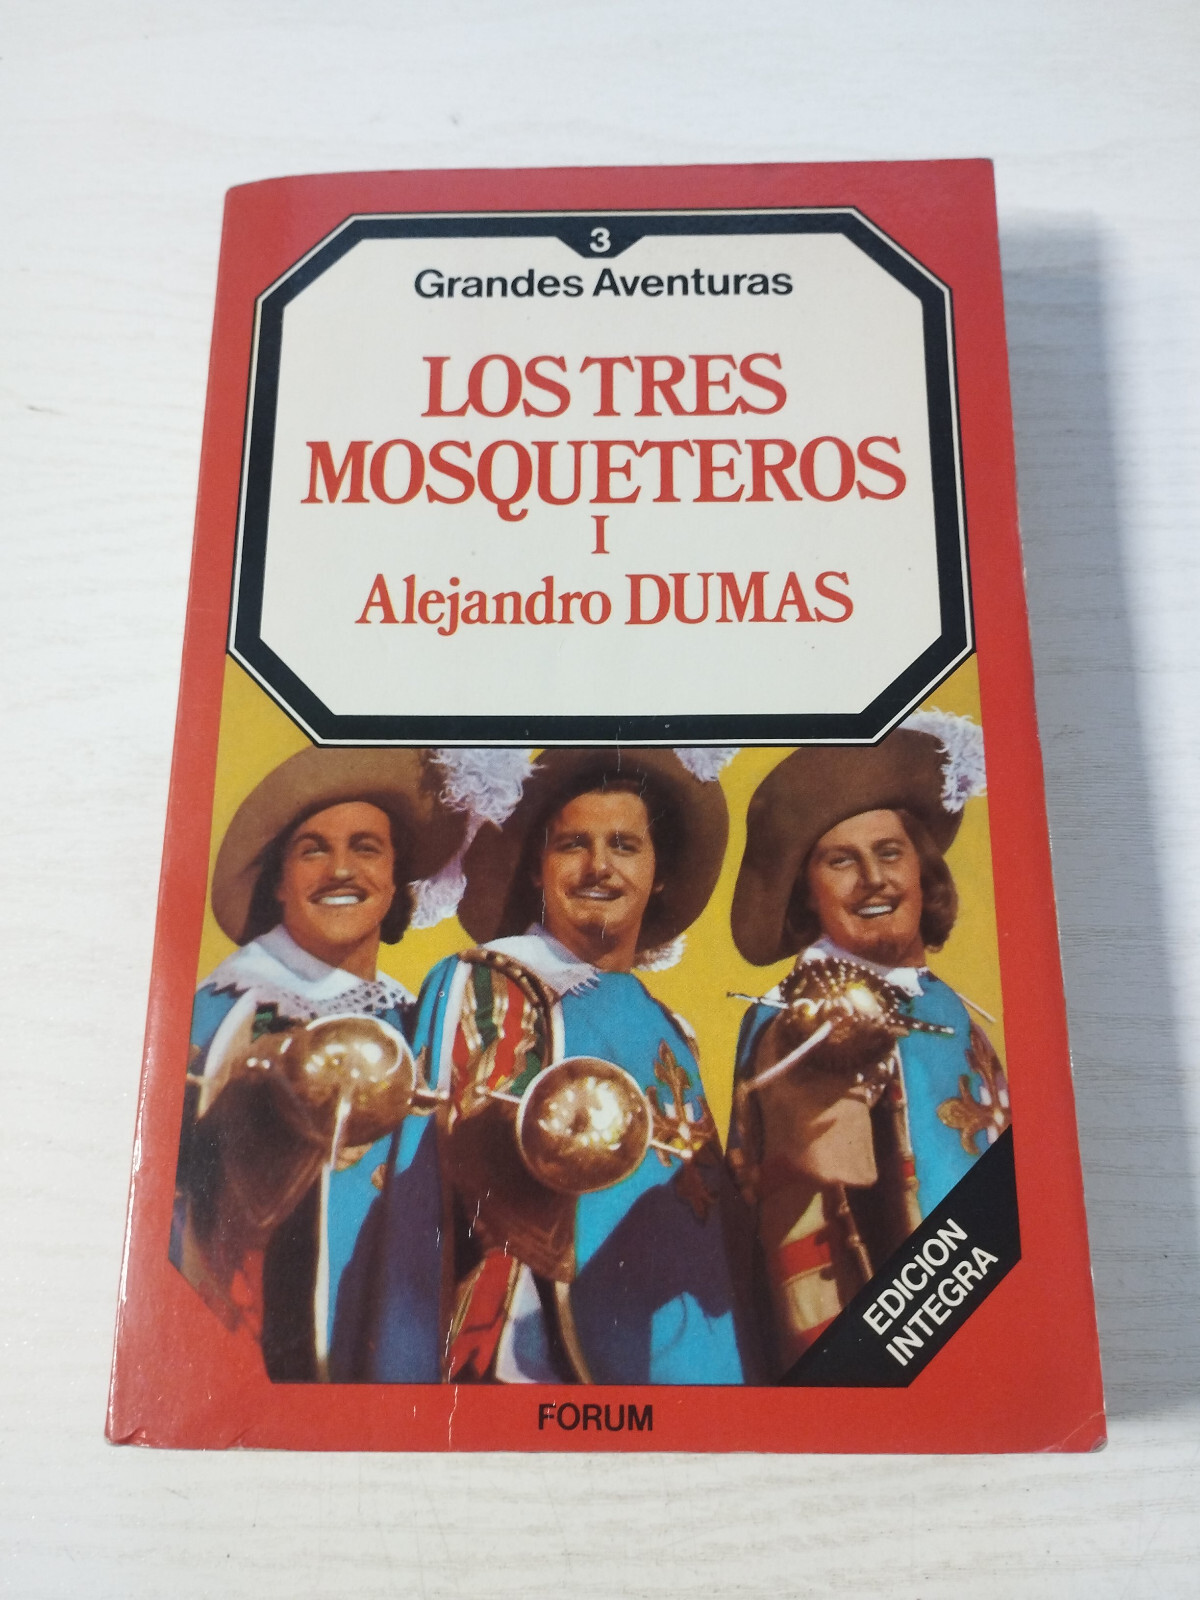 3
Grandes Aventuras
LOS TRES
MOSQUETEROS
I
Alejandro DUMAS
EDICION
INTEGRA
FORUM